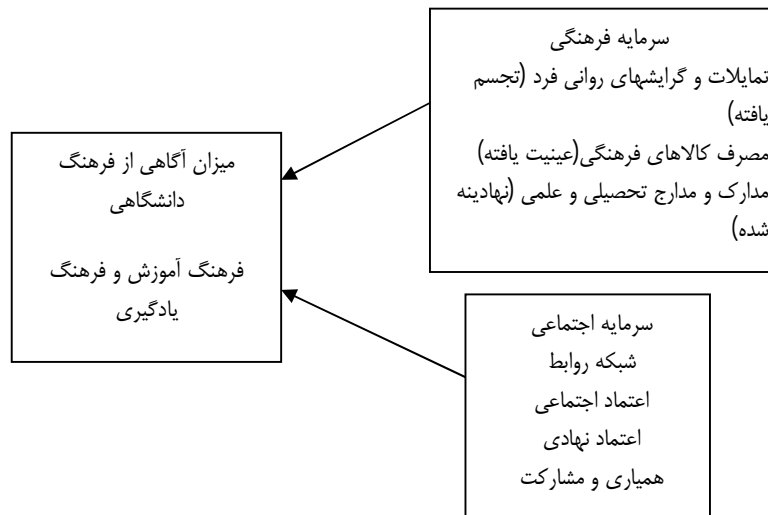 سرمایه فرهنگی
تمایلات و گرایشهای روانی فرد (تجسم
یافته)
مصرف کالاهای فرهنگی(عینیت یافته)
مدارک و مدارج تحصیلی و علمی (نهادینه
شده)
میزان آگاهی از فرهنگ
دانشگاهی
فرهنگ آموزش و فرهنگ
یادگیری
سرمایه اجتماعی
شبکه روابط
اعتماد اجتماعی
اعتماد نهادی
همیاری و مشارکت